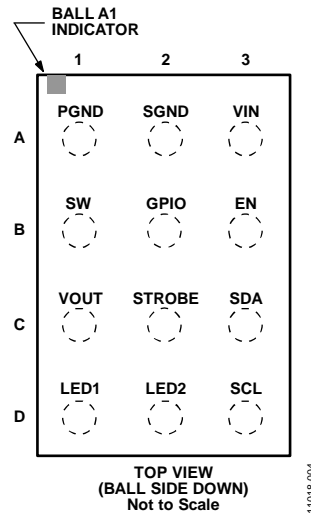 BALL A1
INDICATOR
1 2 3
PGND SGND VIN
A
SW GPIO EN
B
VOUT STROBE SDA
C
LED1 LED2 SCL
D
TOP VIEW
(BALL SIDE DOWN)
Not to Scale
11018-004